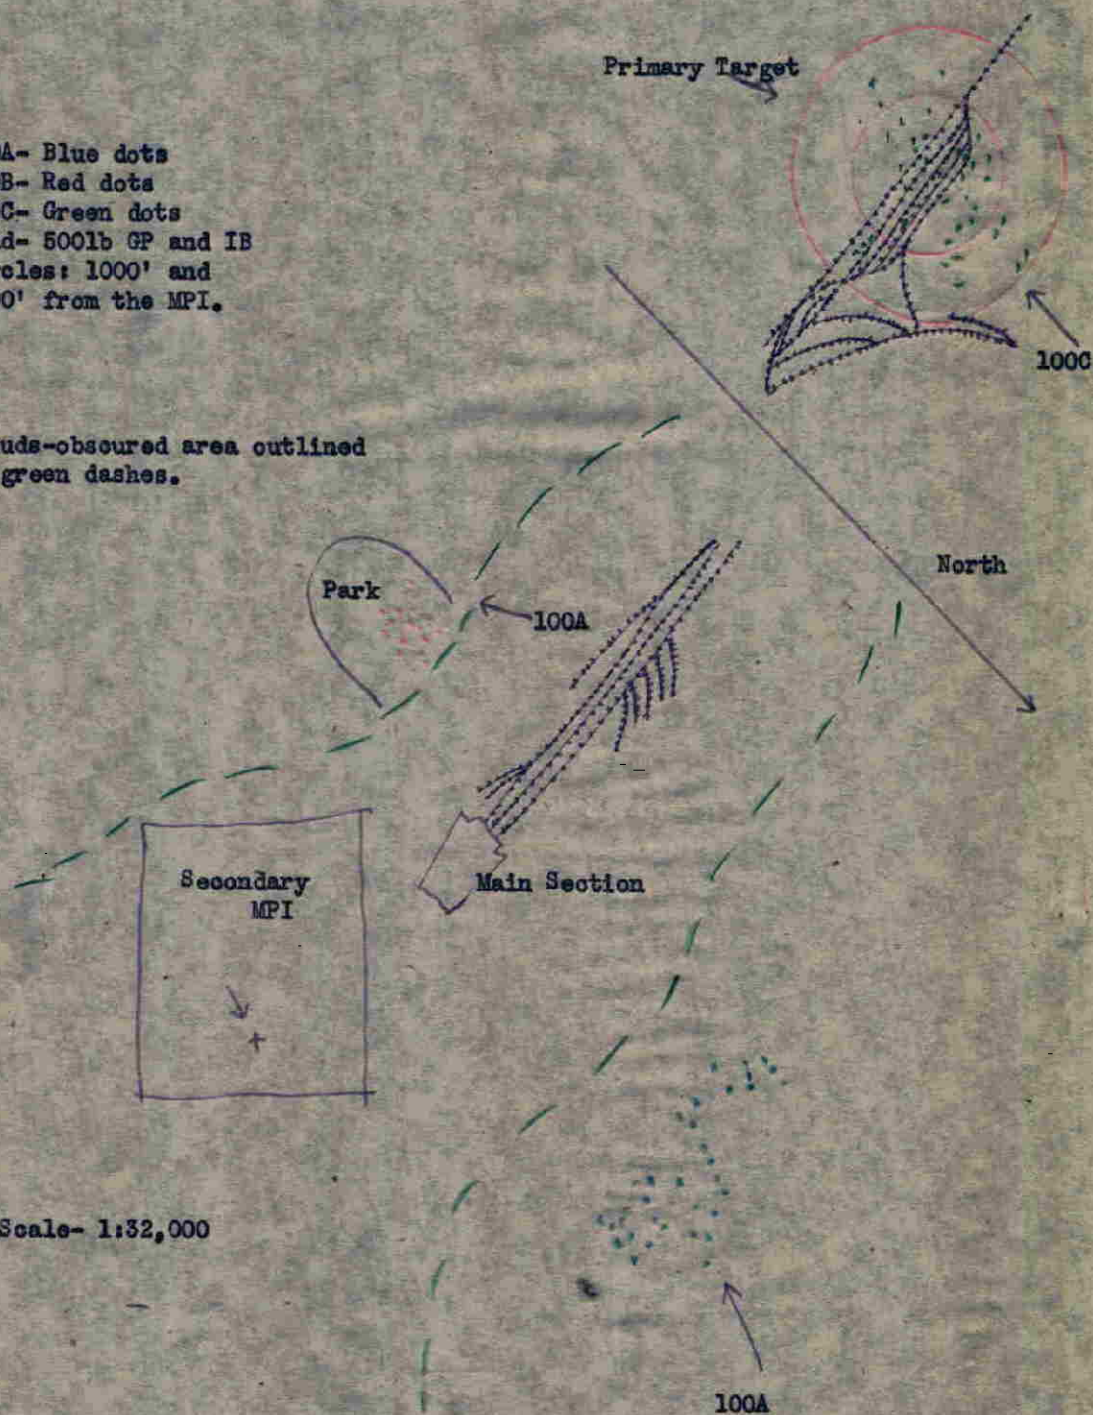 Primary Target
A- Blue dots
B- Red dots
C- Green dots
d- 500lb GP and IB
cles: 1000' and
0' from the MPI.
100C
uds-obscured area outlined
green dashes.
North
Park
100A
Secondary
MPI
Main Section
Scale- 1:32,000
100A